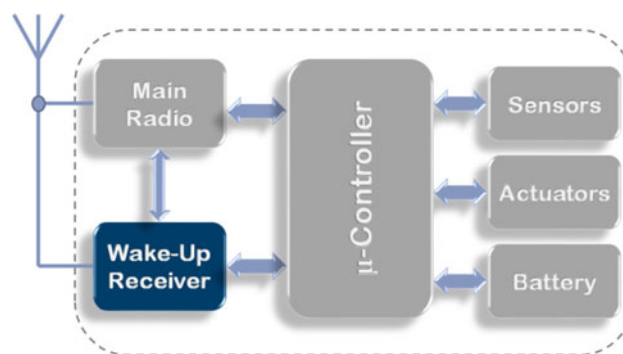 Main
Radio
Wake-Up
Receiver
μ-Controller
Sensors
Actuators
Battery